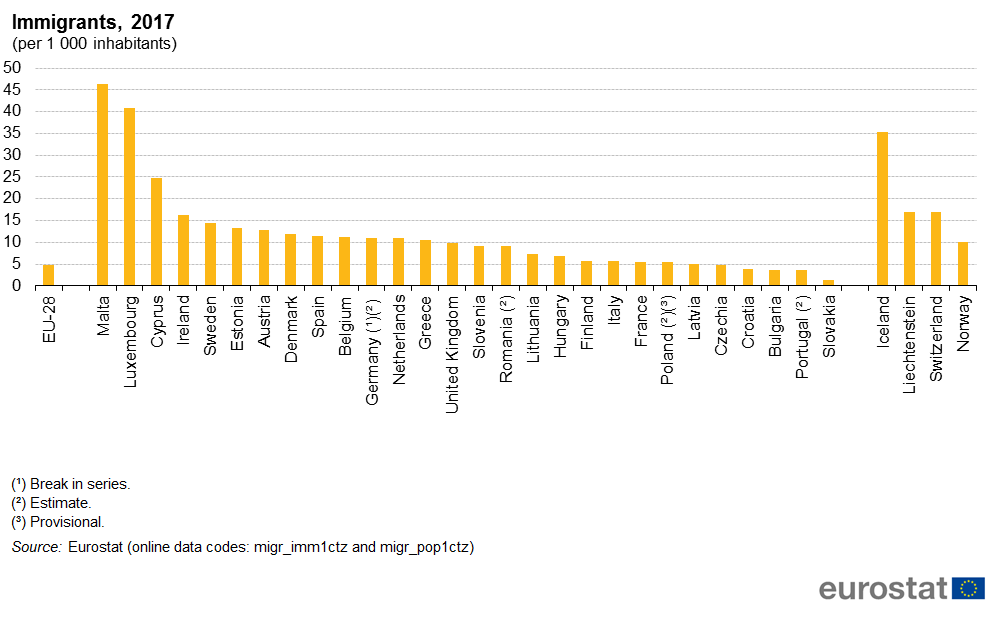 Immigrants, 2017
(per 1 000 inhabitants)
50
45
40
35
30
25
20
15
10
5
0
EU-28
Malta
Luxembourg
Cyprus
Ireland
Sweden
Estonia
Austria
Denmark
Spain
Belgium
Germany (¹)(²)
Netherlands
Greece
United Kingdom
Slovenia
Romania (²)
Lithuania
Hungary
Finland
Italy
France
Poland (²)(³)
Latvia
Czechia
Croatia
Bulgaria
Portugal (²)
Slovakia
Iceland
Liechtenstein
Switzerland
Norway
(¹) Break in series.
(²) Estimate.
(³) Provisional.
Source: Eurostat (online data codes: migr_imm1ctz and migr_pop1ctz)
eurostat